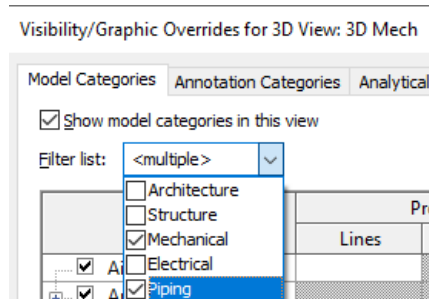 Visibility/Graphic Overrides for 3D View: 3D Mech
Model Categories Annotation Categories Analytical
Show model categories in this view
Filter list: <multiple>
Architecture
Structure
Mechanical
Electrical
Piping
Lines